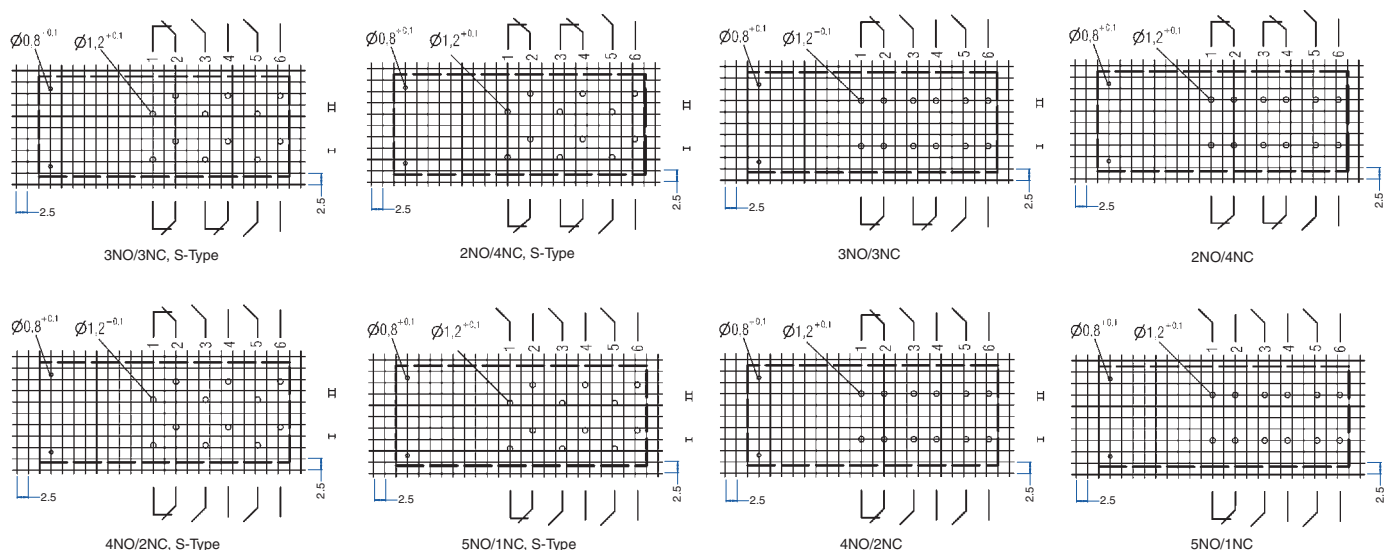 Ø0,8+0,1 Ø1,2+0,1 1 2 3 4 5 6
II
I
2.5 2.5
3NO/3NC, S-Type
Ø0,8+0,1 Ø1,2+0,1 1 2 3 4 5 6
II
I
2.5 2.5
2NO/4NC, S-Type
Ø0,8+0,1 Ø1,2-0,1 1 2 3 4 5 6
II
I
2.5 2.5
3NO/3NC
Ø0,8+0,1 Ø1,2+0,1 1 2 3 4 5 6
2.5 2.5
2NO/4NC
Ø0,8+0,1 Ø1,2-0,1 1 2 3 4 5 6
II
I
2.5 2.5
4NO/2NC, S-Type
Ø0,8+0,1 Ø1,2+0,1 1 2 3 4 5 6
II
I
2.5 2.5
5NO/1NC, S-Type
Ø0,8-0,1 Ø1,2+0,1 1 2 3 4 5 6
II
I
2.5 2.5
4NO/2NC
Ø0,8+0,1 Ø1,2+0,1 1 2 3 4 5 6
2.5 2.5
5NO/1NC